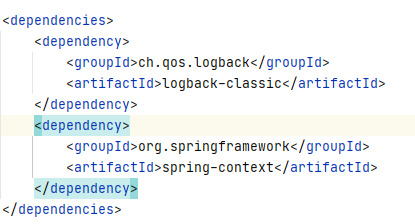 <dependencies>
    <dependency>
        <groupId>ch.qos.logback</groupId>
        <artifactId>logback-classic</artifactId>
    </dependency>
    <dependency>
        <groupId>org.springframework</groupId>
        <artifactId>spring-context</artifactId>
    </dependency>
</dependencies>